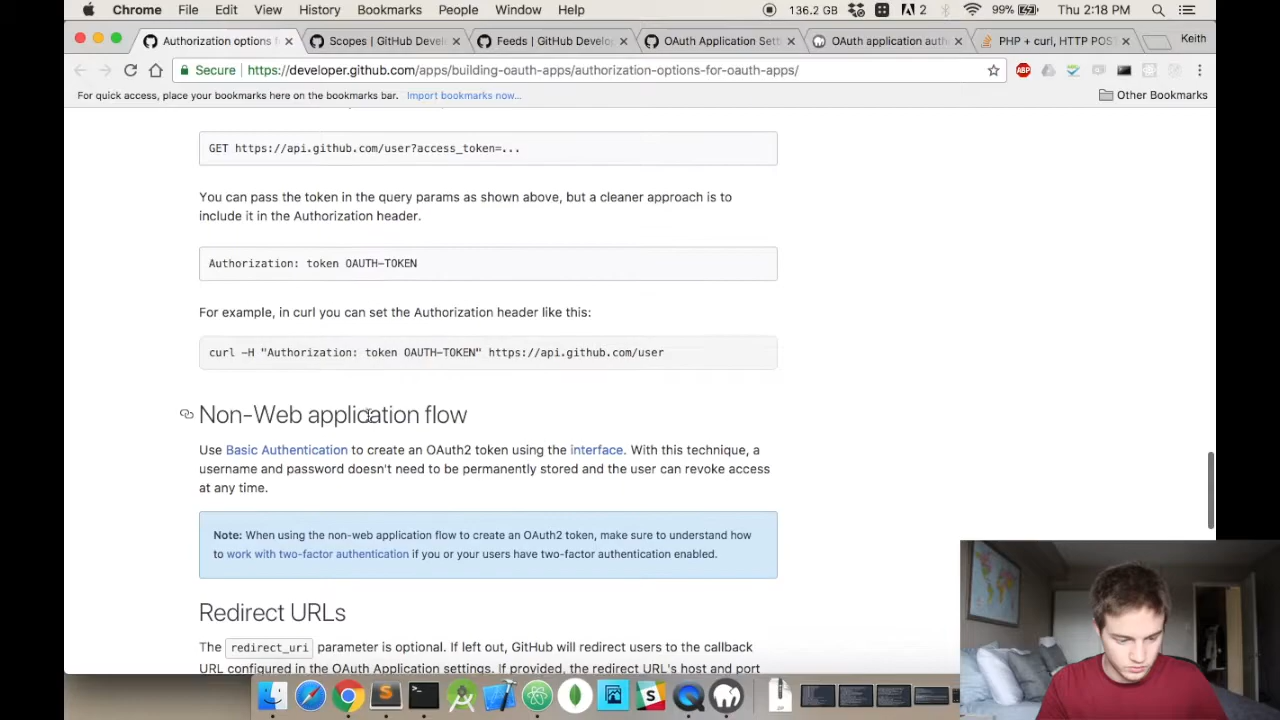 Chrome File Edit View History Bookmarks People Window Help 136.2 GB 2 99% Thu 2:18 PM
Authorization options f Scopes | GitHub Devel Feeds | GitHub Develo OAuth Application Sett OAuth application auth PHP + curl, HTTP POST Keith
Secure https://developer.github.com/apps/building-oauth-apps/authorization-options-for-oauth-apps/ ABP
For quick access, place your bookmarks here on the bookmarks bar. Import bookmarks now... Other Bookmarks
GET https://api.github.com/user?access_token=...
You can pass the token in the query params as shown above, but a cleaner approach is to
include it in the Authorization header.
Authorization: token OAUTH-TOKEN
For example, in curl you can set the Authorization header like this:
curl -H "Authorization: token OAUTH-TOKEN" https://api.github.com/user
Non-Web application flow
Use Basic Authentication to create an OAuth2 token using the interface. With this technique, a
username and password doesn't need to be permanently stored and the user can revoke access
at any time.
Note: When using the non-web application flow to create an OAuth2 token, make sure to understand how
to work with two-factor authentication if you or your users have two-factor authentication enabled.
Redirect URLs
The redirect_uri parameter is optional. If left out, GitHub will redirect users to the callback
URL configured in the OAuth Application settings. If provided, the redirect URL's host and port